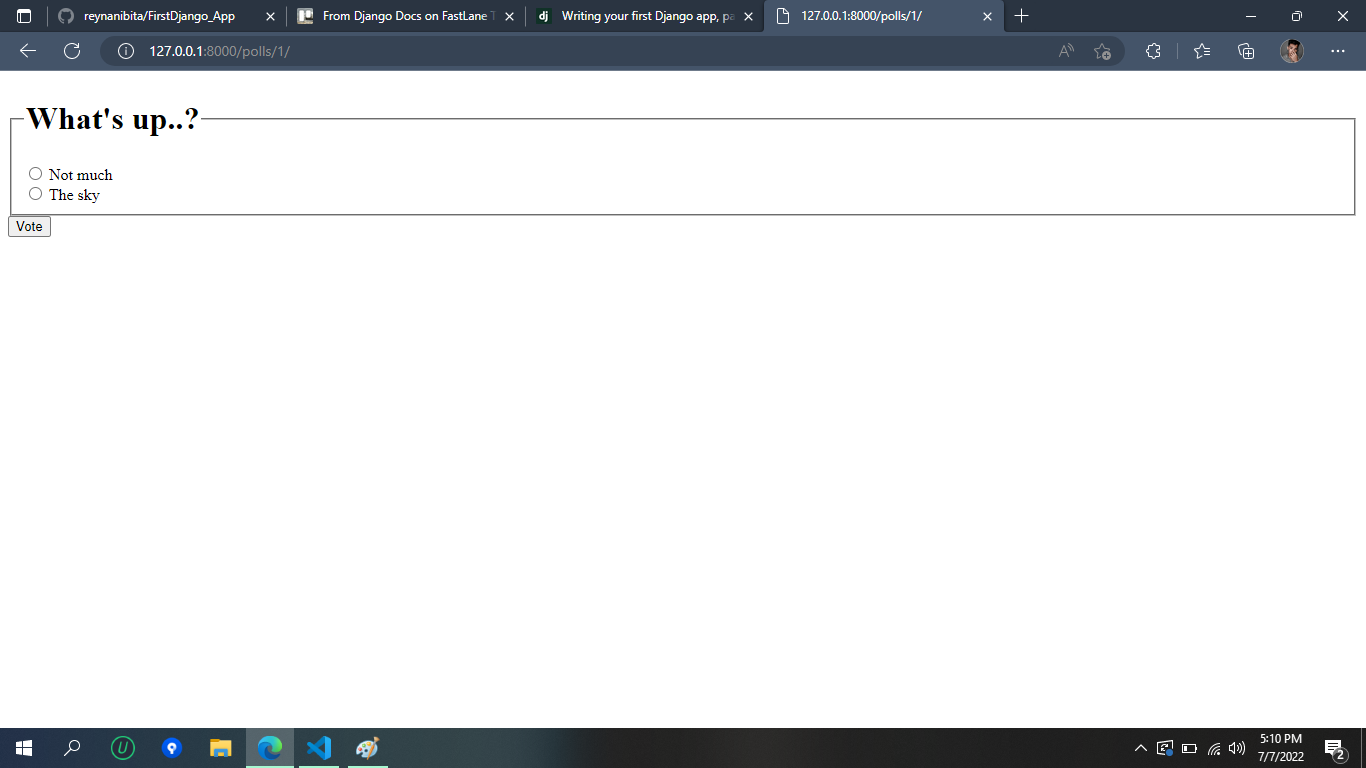 reynanibita/FirstDjango_App
From Django Docs on FastLane T
Writing your first Django app, pa
127.0.0.1:8000/polls/1/
127.0.0.1:8000/polls/1/
What's up..?
Not much
The sky
Vote
5:10 PM
7/7/2022
2